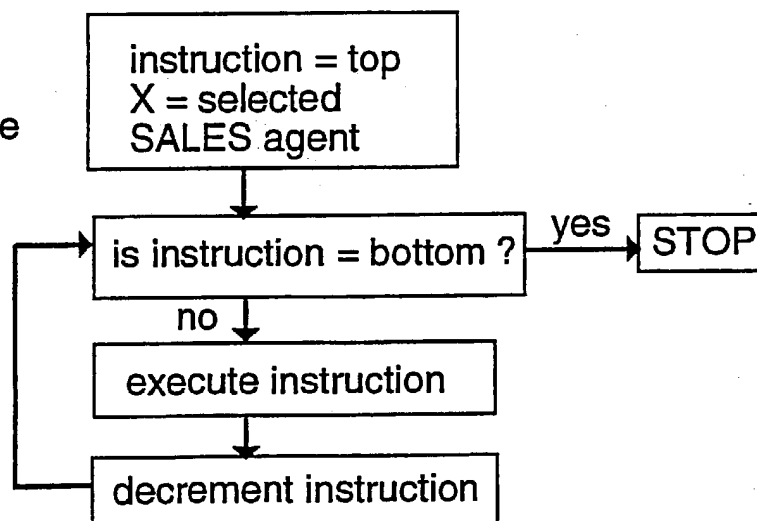 instruction = top
X = selected
SALES agent
e
is instruction = bottom ?
yes
STOP
no
execute instruction
decrement instruction